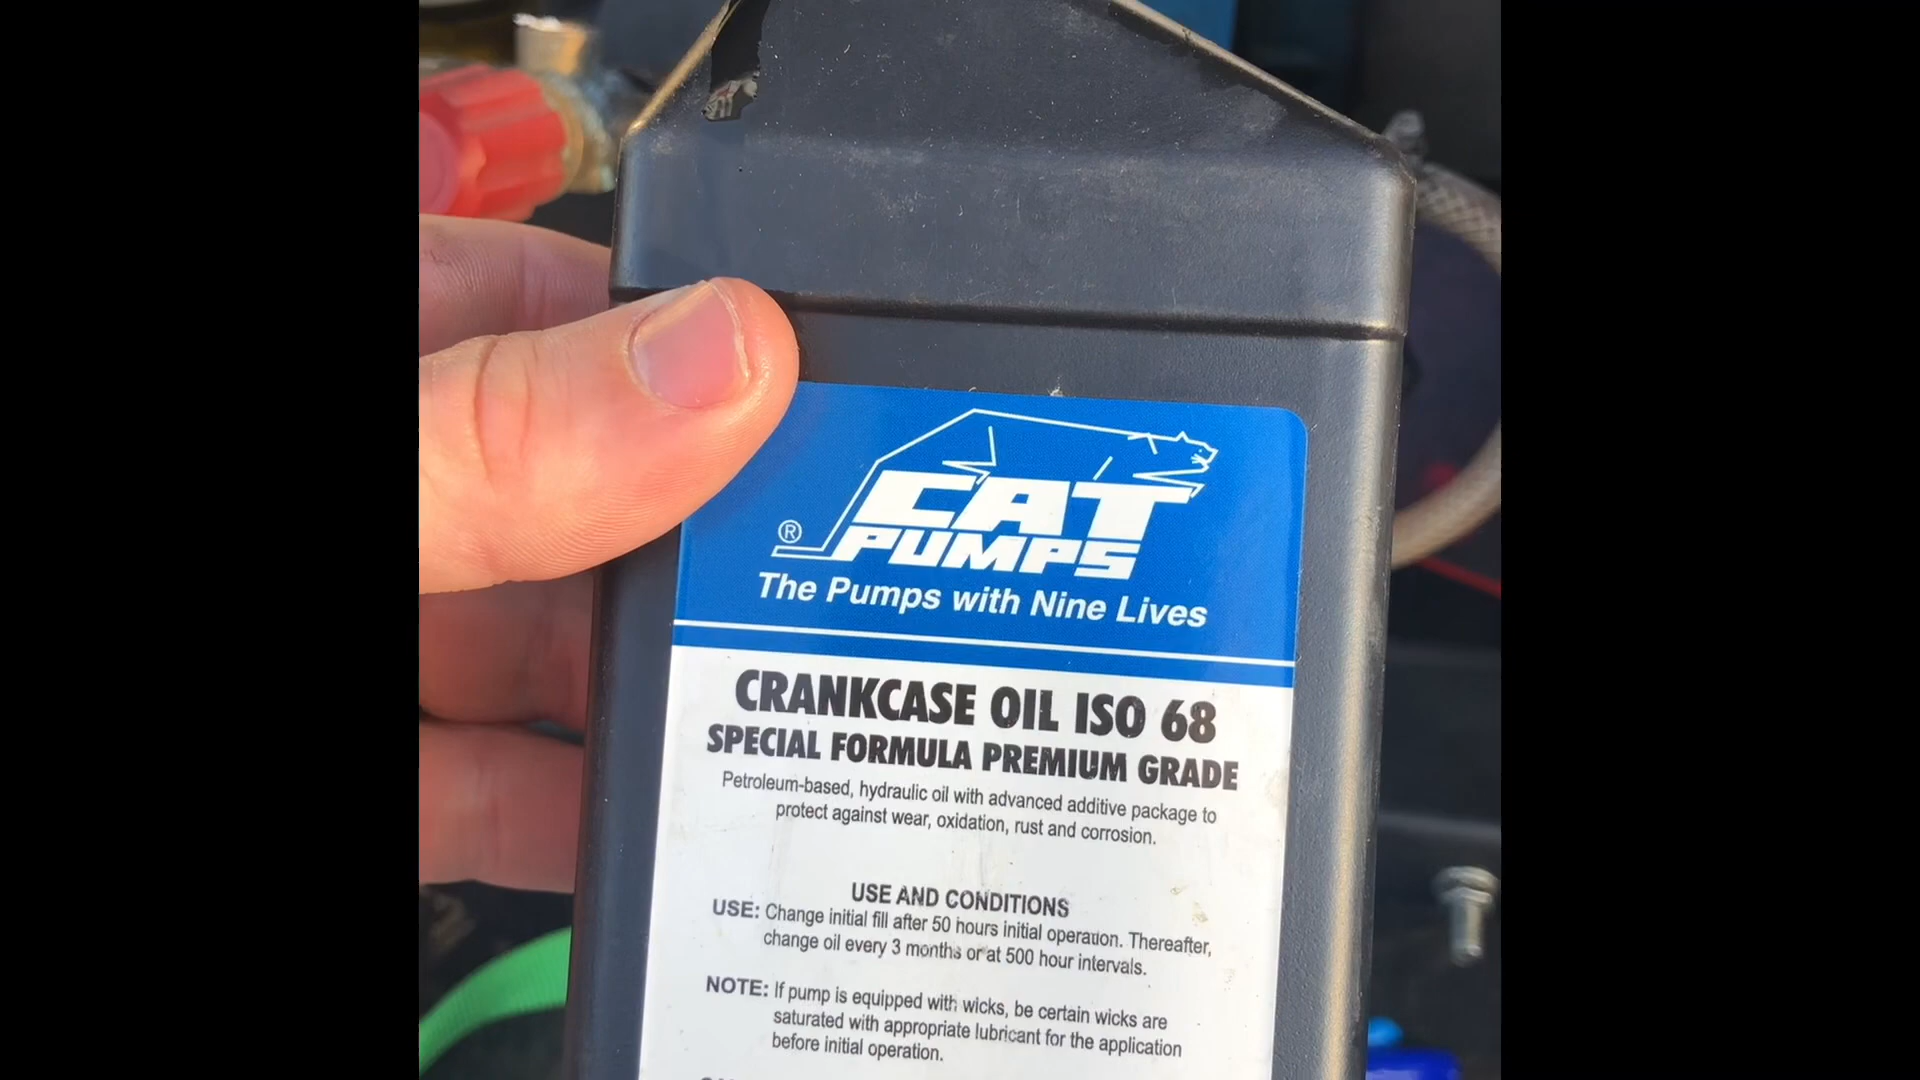 CAT
PUMPS
®
The Pumps with Nine Lives
CRANKCASE OIL ISO 68
SPECIAL FORMULA PREMIUM GRADE
Petroleum-based, hydraulic oil with advanced additive package to
protect against wear, oxidation, rust and corrosion.
USE AND CONDITIONS
USE: Change initial fill after 50 hours initial operation. Thereafter,
change oil every 3 months or at 500 hour intervals.
NOTE: If pump is equipped with wicks, be certain wicks are
saturated with appropriate lubricant for the application
before initial operation.